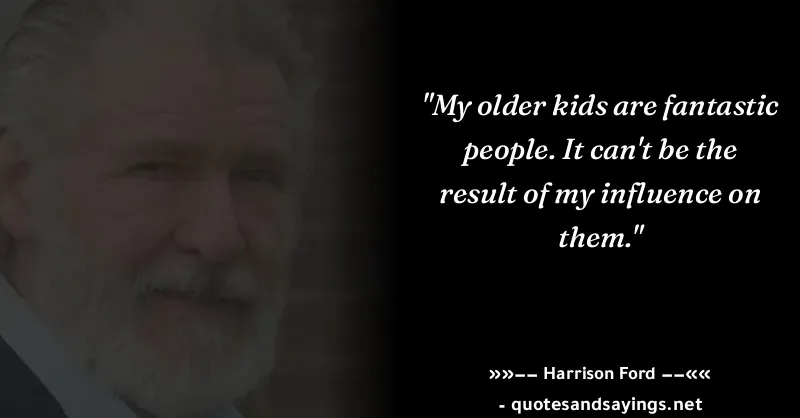 "My older kids are fantastic
people. It can't be the
result of my influence on
them."
»»−− Harrison Ford −−««
- quotesandsayings.net